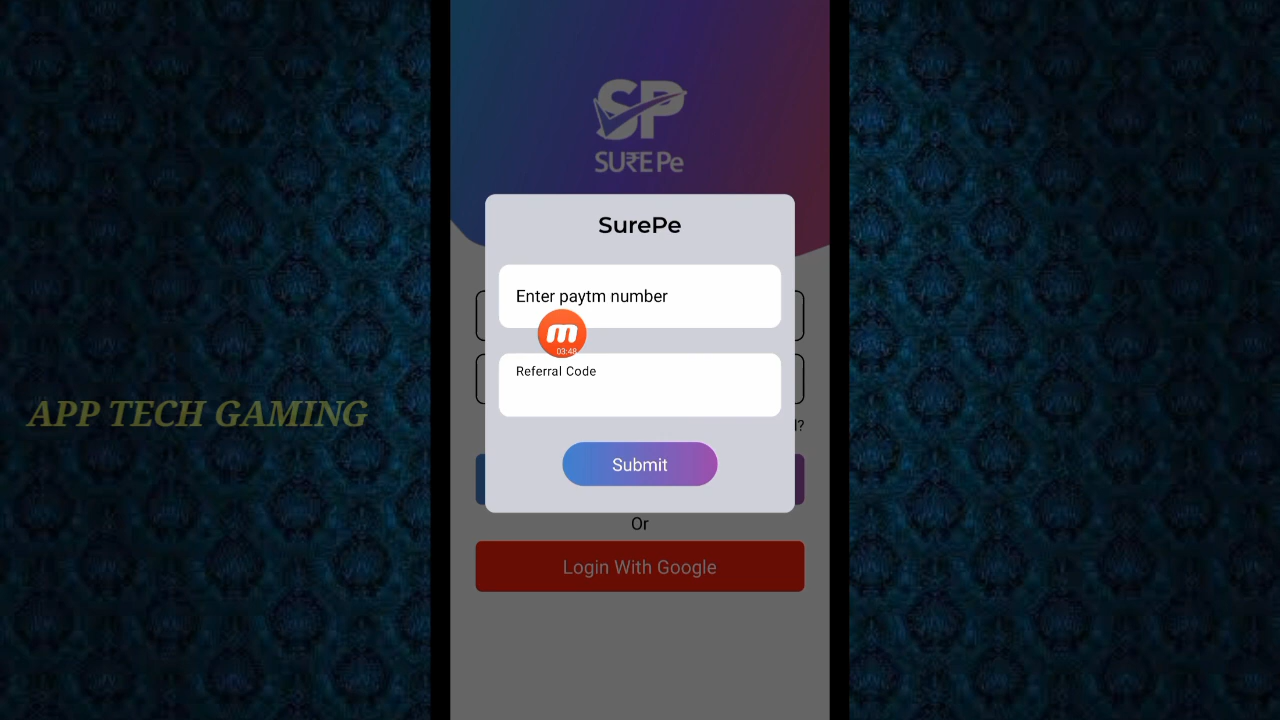 SP
SU₹E Pe
SurePe
Enter paytm number
m
03:48
Referral Code
APP TECH GAMING
l?
Submit
Or
Login With Google